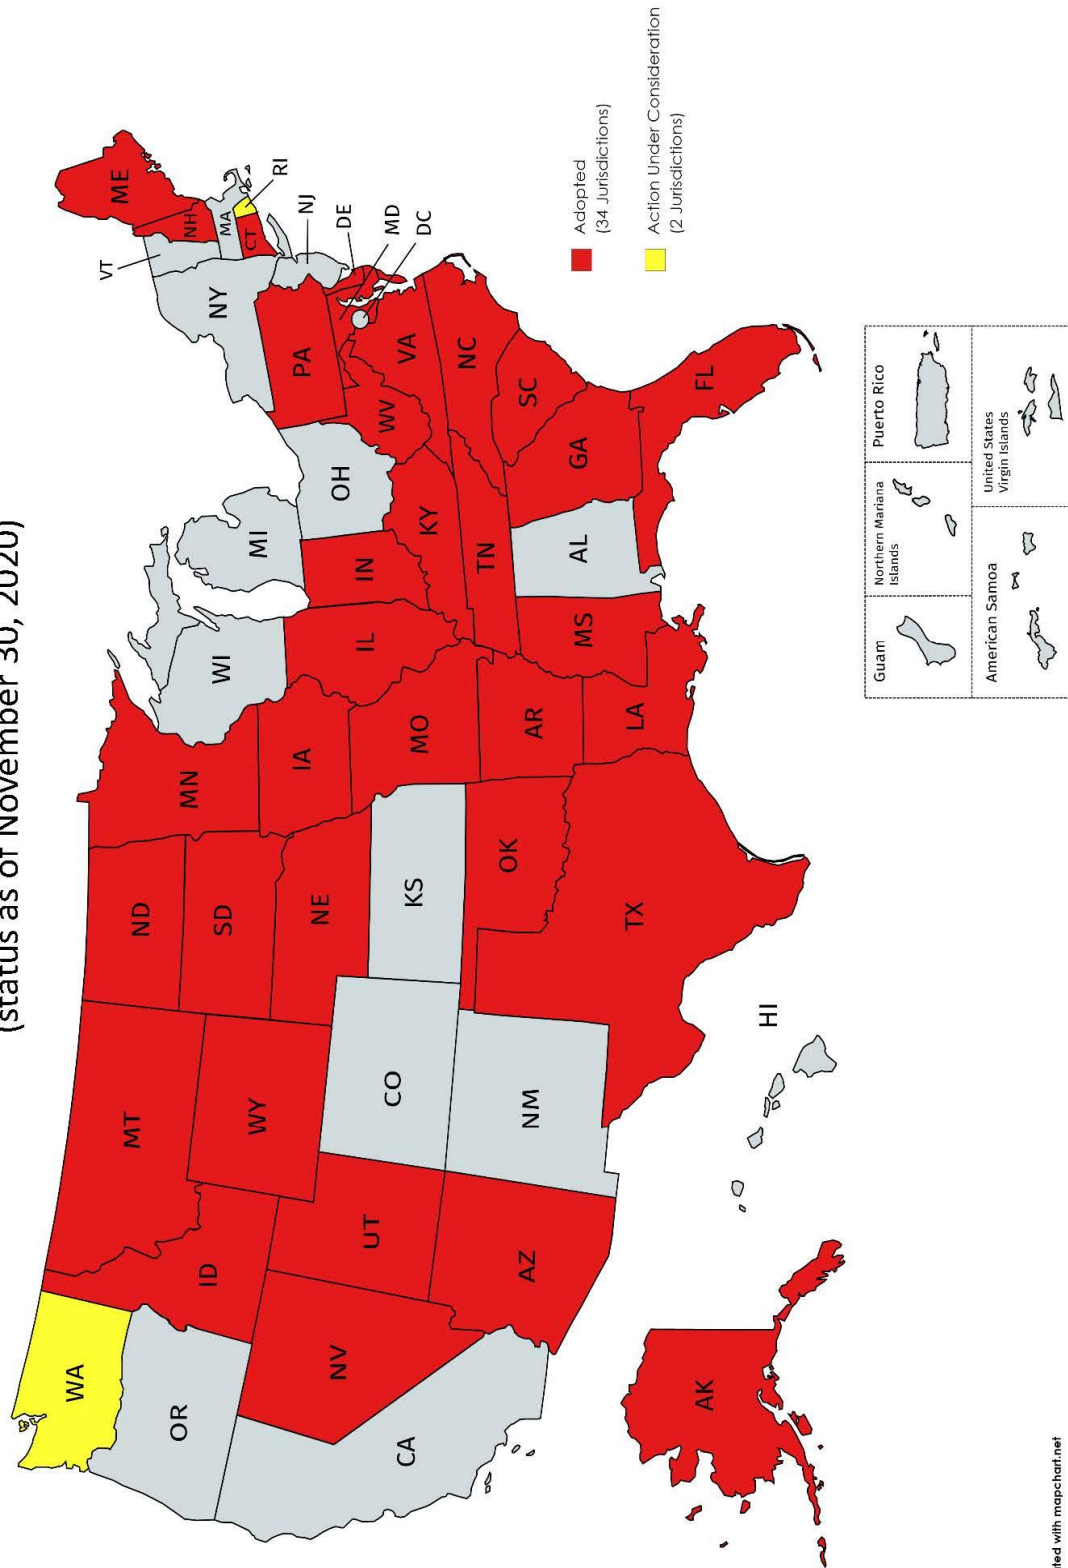 (status as of November 30, 2020)
WA
OR
CA
NV
ID
MT
WY
UT
AZ
CO
NM
ND
SD
NE
KS
OK
TX
MN
IA
MO
AR
LA
WI
IL
MI
IN
OH
KY
TN
MS
AL
GA
FL
SC
NC
VA
WV
PA
NY
VT
NH
ME
MA
CT
RI
NJ
DE
MD
DC
AK
HI
Adopted
(34 Jurisdictions)
Action Under Consideration
(2 Jurisdictions)
Guam
Northern Mariana
Islands
Puerto Rico
American Samoa
United States
Virgin Islands
with mapchart.net